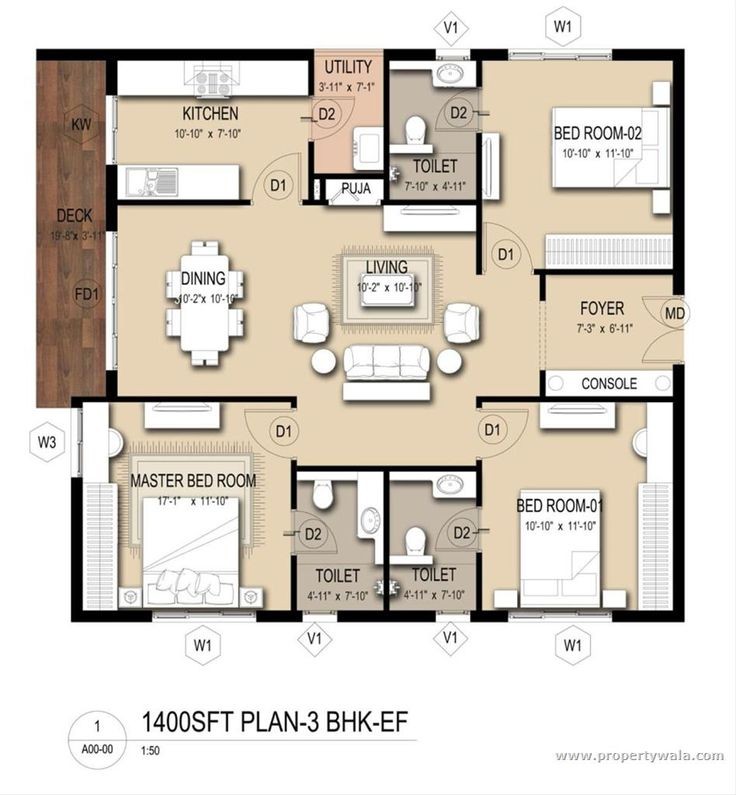 V1
W1
UTILITY
3'-11" x 7'-1"
KITCHEN
10'-10" x 7'-10"
D2
D2
BED ROOM-02
10'-10" x 11'-10"
KW
TOILET
7'-10" x 4'-11"
D1
PUJA
DECK
19'-8" x 3'-11"
D1
LIVING
10'-2" x 10'-10"
DINING
10'-2"x 10'-10"
FD1
FOYER
7'-3" x 6'-11"
MD
CONSOLE
W3
D1
D1
MASTER BED ROOM
17'-1" x 11'-10"
BED ROOM-01
10'-10" x 11'-10"
D2
D2
TOILET
4'-11" x 7'-10"
TOILET
4'-11" x 7'-10"
W1
V1
V1
W1
1
A00-00
1400SFT PLAN-3 BHK-EF
1:50
www.propertywala.com